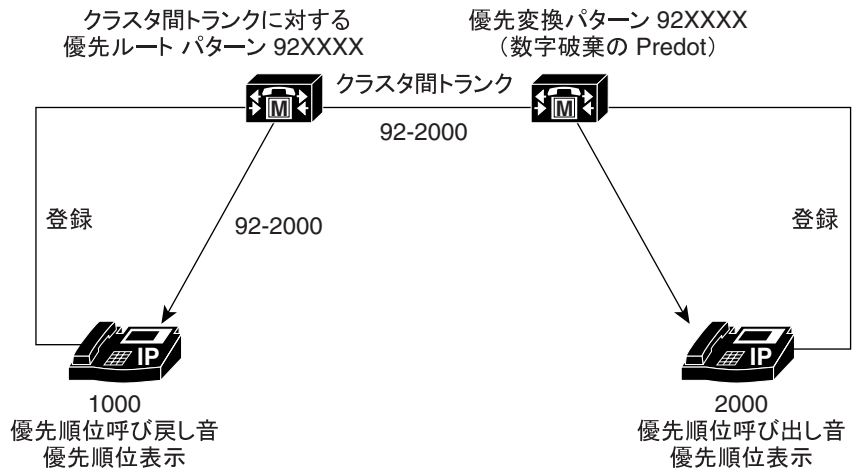 クラスタ間トランクに対する
優先ルート パターン 92XXXX
優先変換パターン 92XXXX
（数字破棄の Predot）
クラスタ間トランク
M
M
92-2000
登録
92-2000
登録
IP
IP
1000
優先順位呼び戻し音
優先順位表示
2000
優先順位呼び出し音
優先順位表示